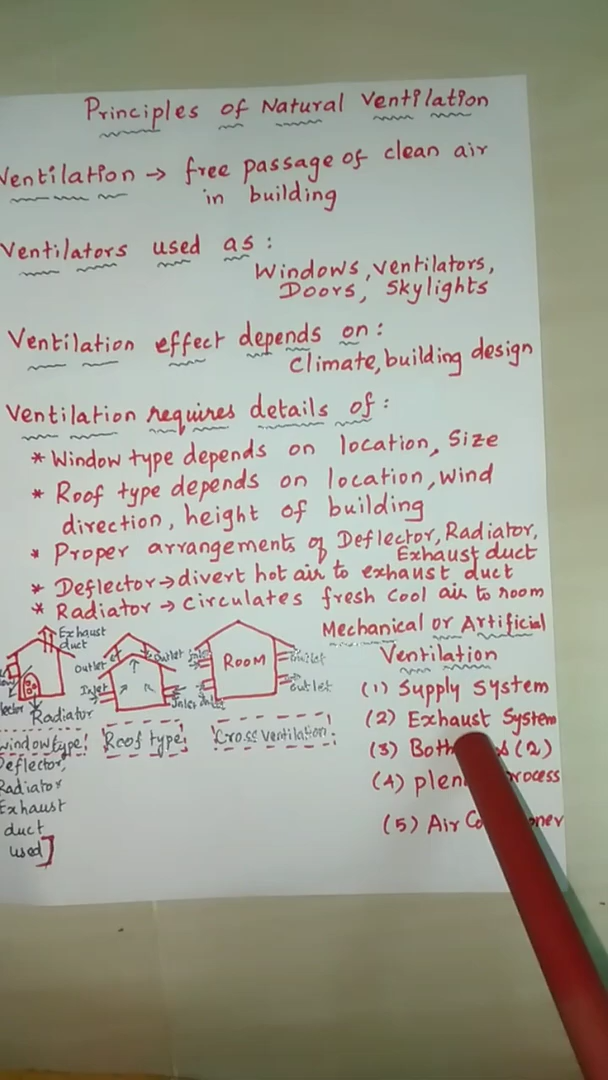 Principles of Natural Ventilation
Ventilation → free passage of clean air
in building
Ventilators used as :
Windows, ventilators,
Doors, Skylights
Ventilation effect depends on :
Climate, building design
Ventilation requires details of :
* Window type depends on location, Size
* Roof type depends on location, wind
direction, height of building
* Proper arrangements of Deflector, Radiator,
Exhaust duct
* Deflector → divert hot air to exhaust duct
* Radiator → circulates fresh cool air to room
Exhaust
duct
Radiator
window type
Deflector,
Radiator
Exhaust
duct
used]
outlet
outlet
Inlet
Inlet
Roof type
Inlet
ROOM
outlet
Inlet
outlet
Cross ventilation
Mechanical or Artificial
Ventilation
(1) Supply System
(2) Exhaust System
(3) Both (2)
(4)
(5) Air